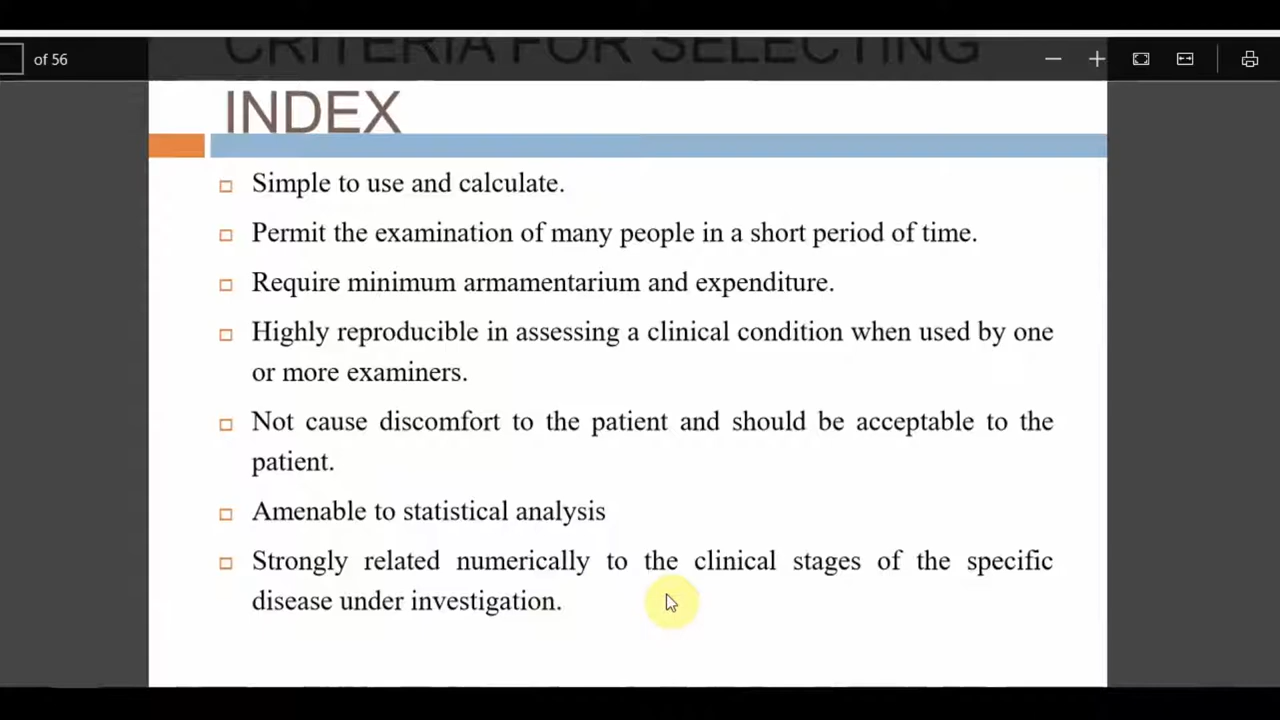 of 56
CRITERIA FOR SELECTING
INDEX
Simple to use and calculate.
Permit the examination of many people in a short period of time.
Require minimum armamentarium and expenditure.
Highly reproducible in assessing a clinical condition when used by one
or more examiners.
Not cause discomfort to the patient and should be acceptable to the
patient.
Amenable to statistical analysis
Strongly related numerically to the clinical stages of the specific
disease under investigation.